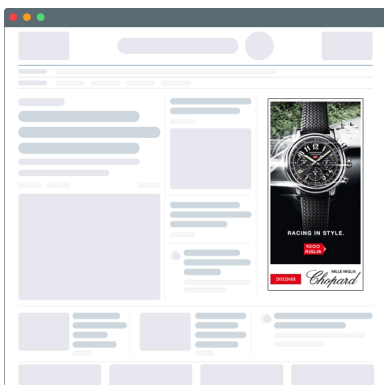 RACING IN STYLE.
1000
MIGLIA
MILLE MIGLIA
DISCOVER
Chopard